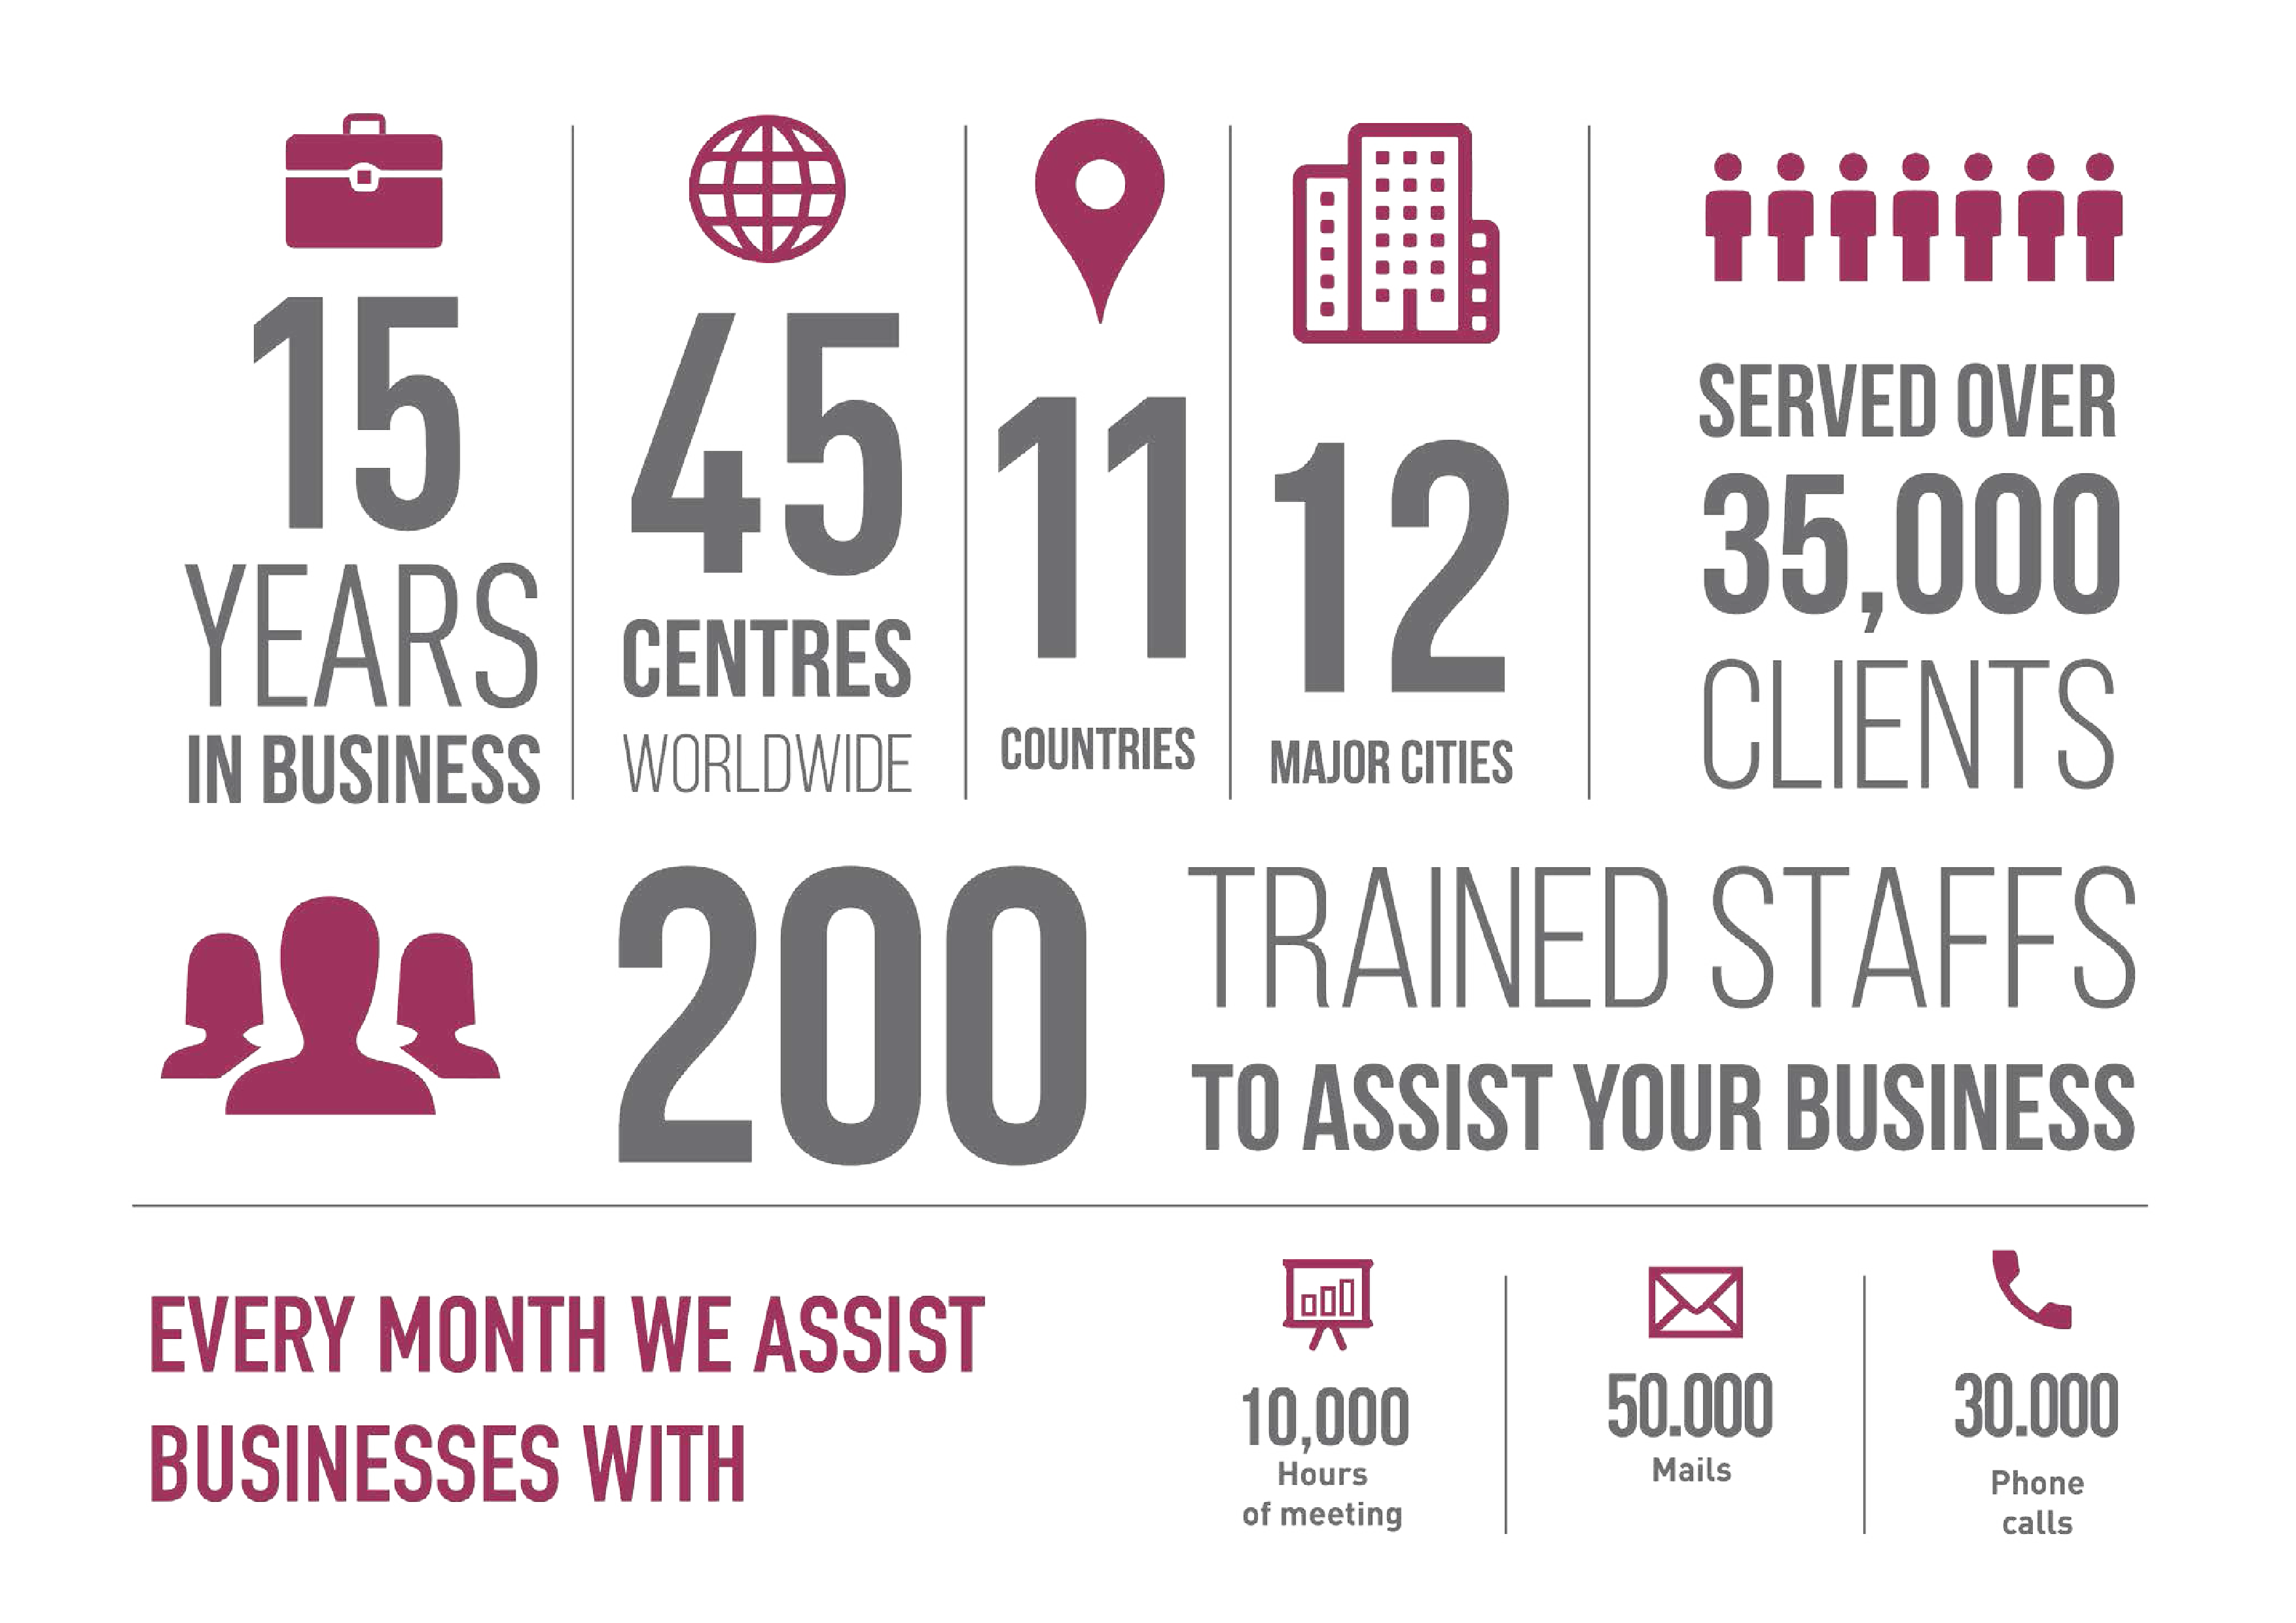 15
YEARS
IN BUSINESS
45
CENTRES
WORLDWIDE
11
COUNTRIES
12
MAJOR CITIES
SERVED OVER
35,000
CLIENTS
200
TRAINED STAFFS
TO ASSIST YOUR BUSINESS
EVERY MONTH WE ASSIST
BUSINESSES WITH
10,000
Hours
of meeting
50.000
Mails
30.000
Phone
calls